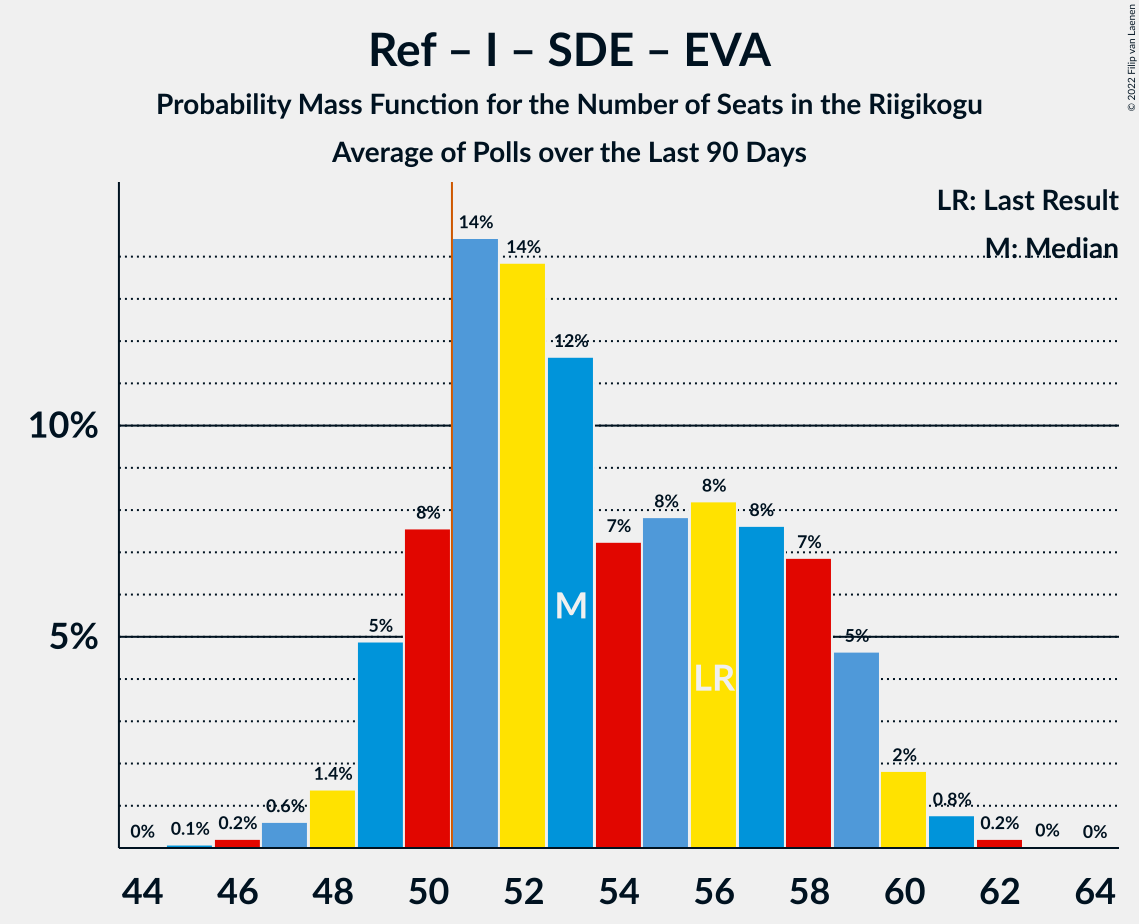 Ref – I – SDE – EVA
Probability Mass Function for the Number of Seats in the Riigikogu
Average of Polls over the Last 90 Days
© 2022 Filip van Laenen
LR: Last Result
M: Median
14%
14%
12%
10%
8%
7%
8%
8%
8%
7%
5%
5%
5%
M
LR
0%
0.1%
0.2%
0.6%
1.4%
2%
0.8%
0.2%
0%
0%
44 46 48 50 52 54 56 58 60 62 64